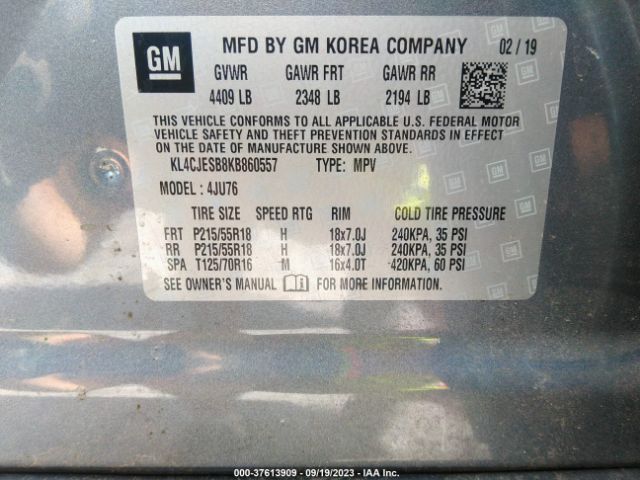 GM MFD BY GM KOREA COMPANY 02 / 19
GVWR GAWR FRT GAWR RR
4409 LB 2348 LB 2194 LB
THIS VEHICLE CONFORMS TO ALL APPLICABLE U.S. FEDERAL MOTOR
VEHICLE SAFETY AND THEFT PREVENTION STANDARDS IN EFFECT
ON THE DATE OF MANUFACTURE SHOWN ABOVE.
KL4CJESB8KB860557 TYPE: MPV
MODEL : 4JU76
TIRE SIZE SPEED RTG RIM COLD TIRE PRESSURE
FRT P215/55R18 H 18x7.0J 240KPA, 35 PSI
RR P215/55R18 H 18x7.0J 240KPA, 35 PSI
SPA T125/70R16 M 16x4.0T 420KPA, 60 PSI
SEE OWNER'S MANUAL FOR MORE INFORMATION.
000-37613909 - 09/19/2023 - IAA Inc.